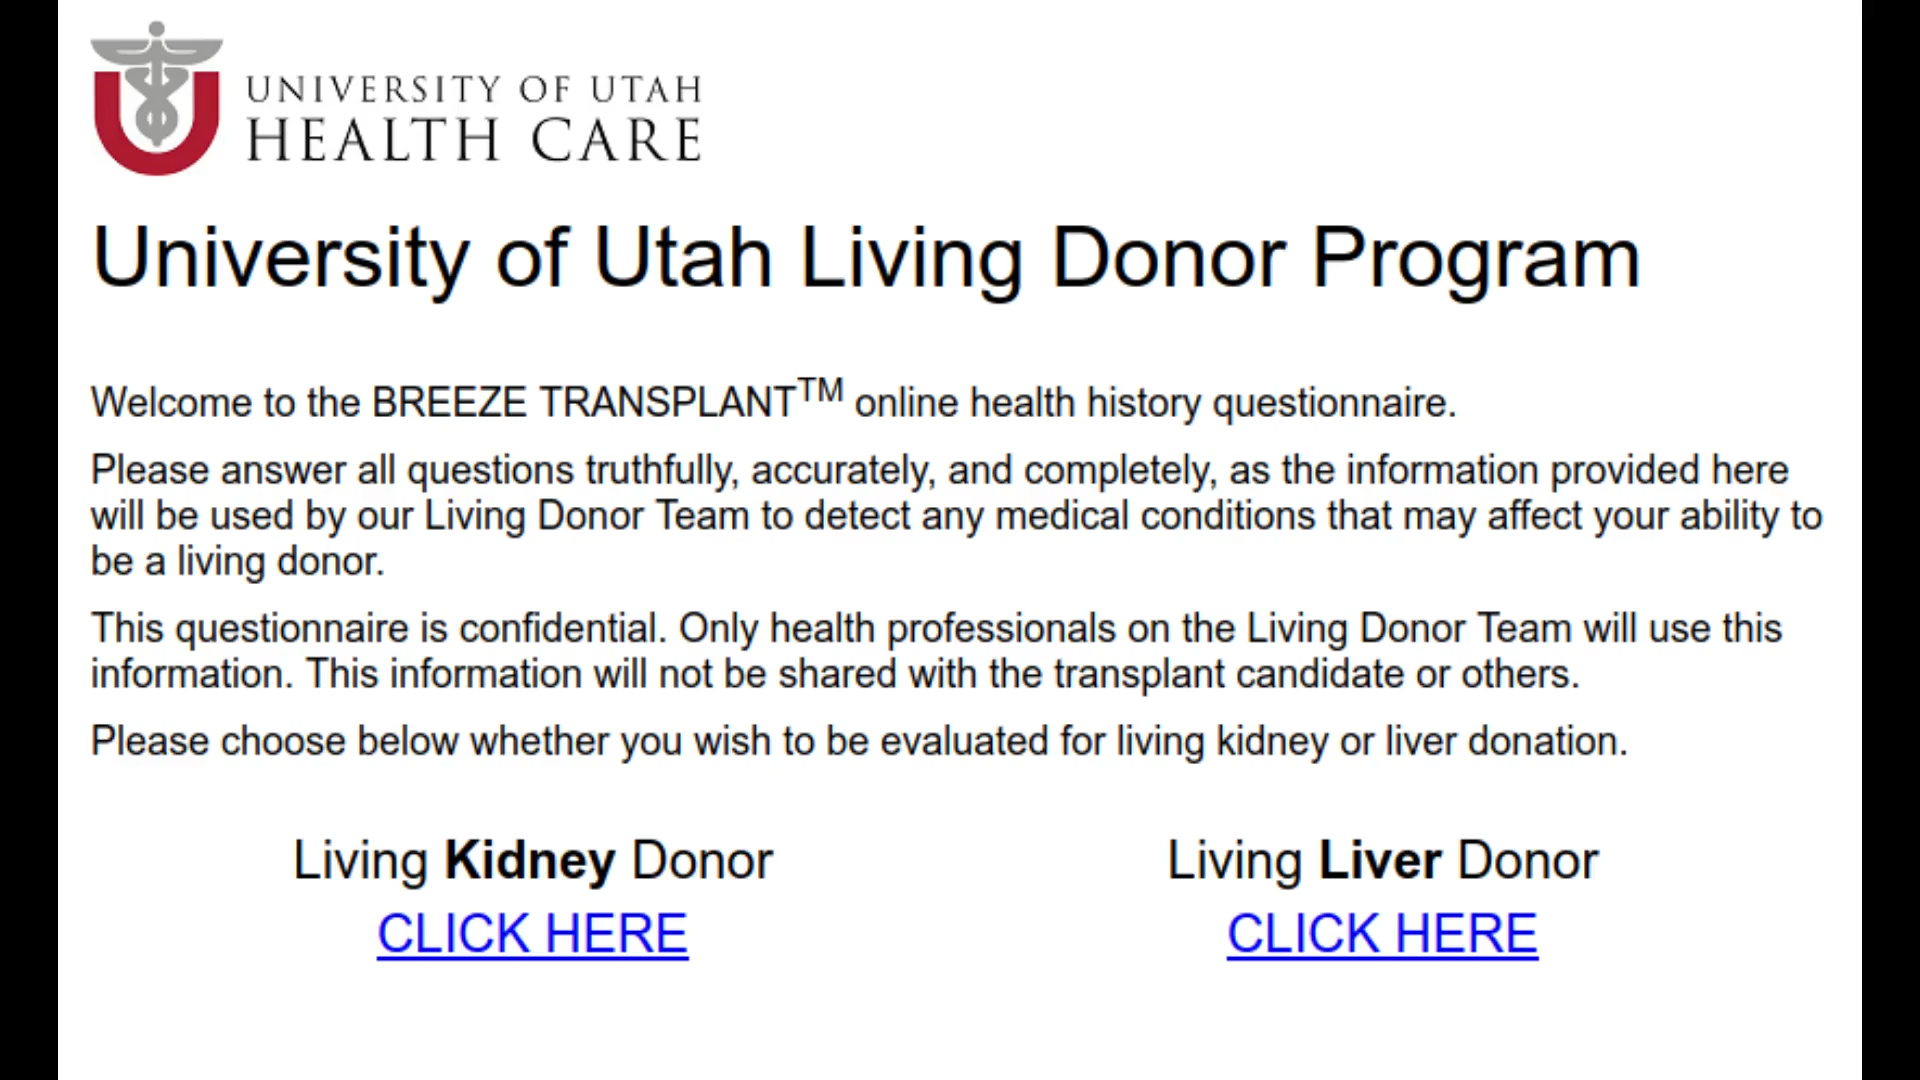 UNIVERSITY OF UTAH
HEALTH CARE
University of Utah Living Donor Program
Welcome to the BREEZE TRANSPLANT™ online health history questionnaire.
Please answer all questions truthfully, accurately, and completely, as the information provided here
will be used by our Living Donor Team to detect any medical conditions that may affect your ability to
be a living donor.
This questionnaire is confidential. Only health professionals on the Living Donor Team will use this
information. This information will not be shared with the transplant candidate or others.
Please choose below whether you wish to be evaluated for living kidney or liver donation.
Living Kidney Donor
CLICK HERE
Living Liver Donor
CLICK HERE